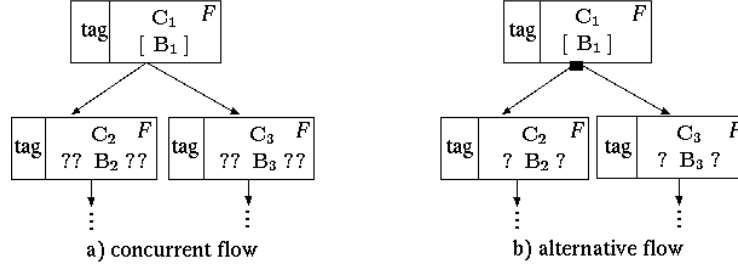 tag C₁ F
[ B₁ ]
tag C₂ F
?? B₂ ??
tag C₃ F
?? B₃ ??
a) concurrent flow
tag C₁ F
[ B₁ ]
tag C₂ F
? B₂ ?
tag C₃ F
? B₃ ?
b) alternative flow